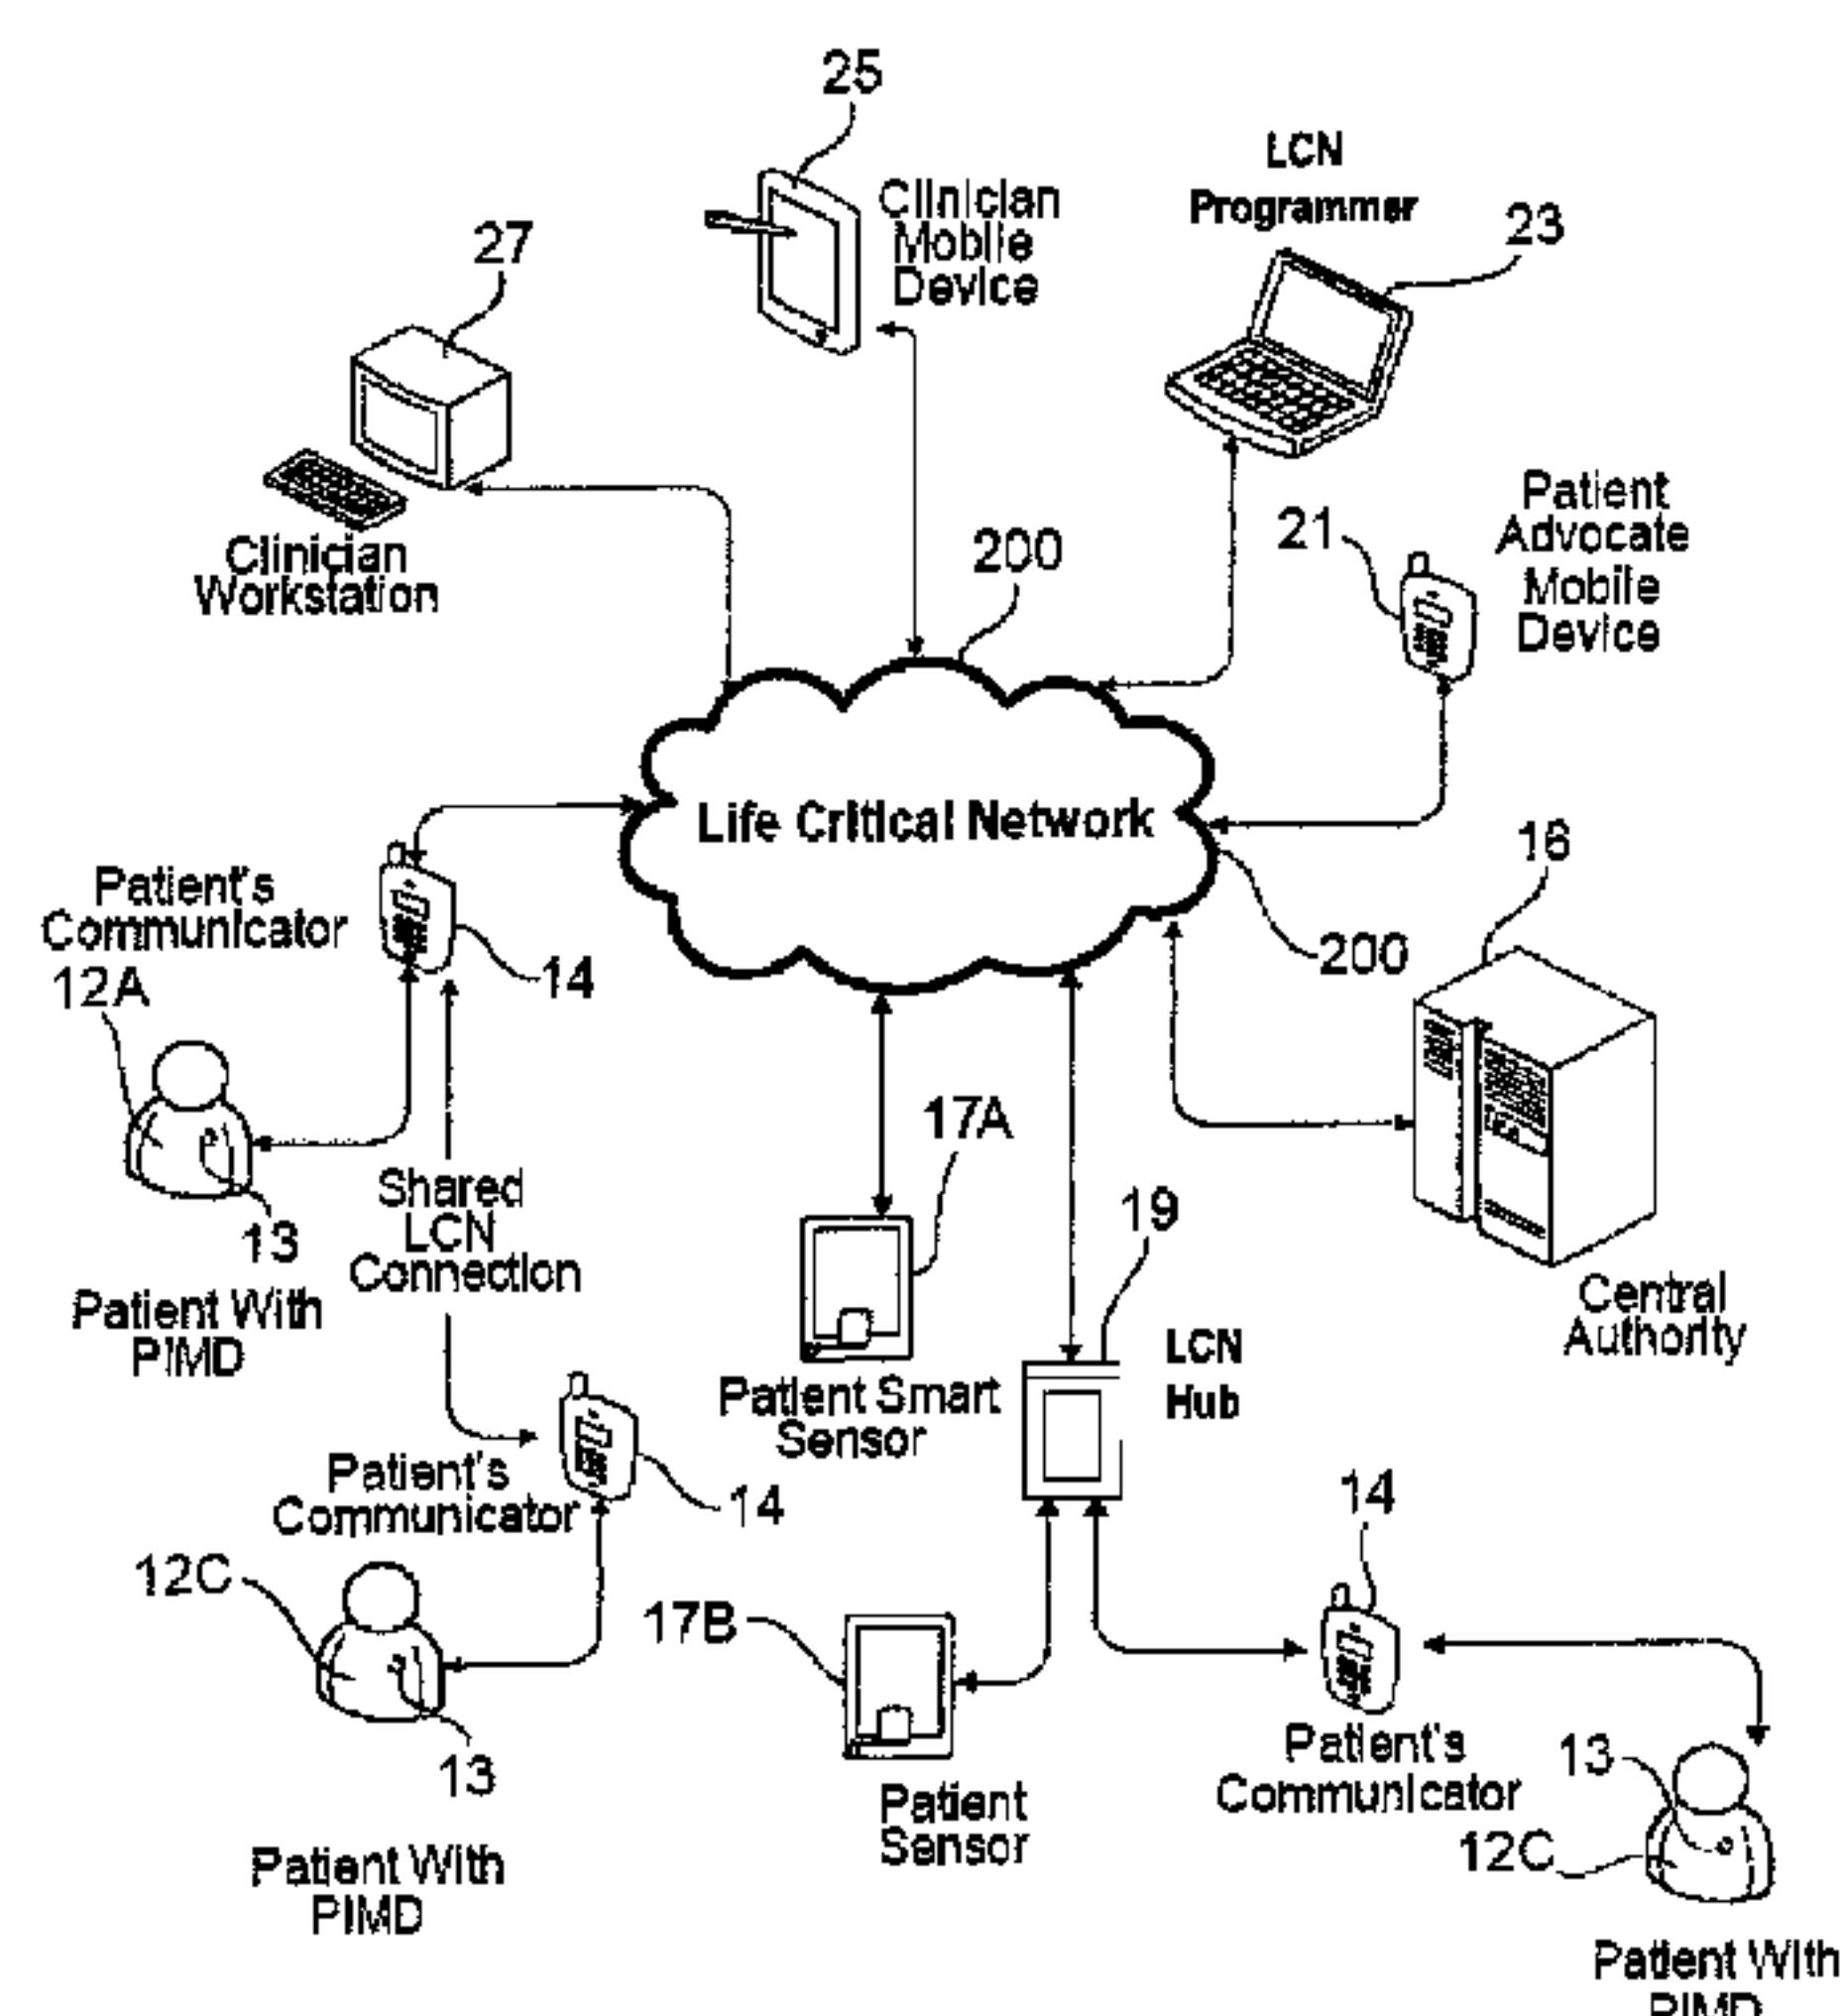 25
LCN
Programmer
Clinician
Mobile
Device
23
27
Patient
Advocate
Mobile
Device
21
200
Clinician
Workstation
Life Critical Network
16
Patient's
Communicator
14
200
12A
17A
Shared
LCN
Connection
19
13
Patient With
PIMD
Central
Authority
LCN
Hub
Patient Smart
Sensor
Patient's
Communicator
14
14
12C
17B
13
Patient's
Communicator
13
Patient
Sensor
12C
Patient With
PIMD
Patient With
PIMD